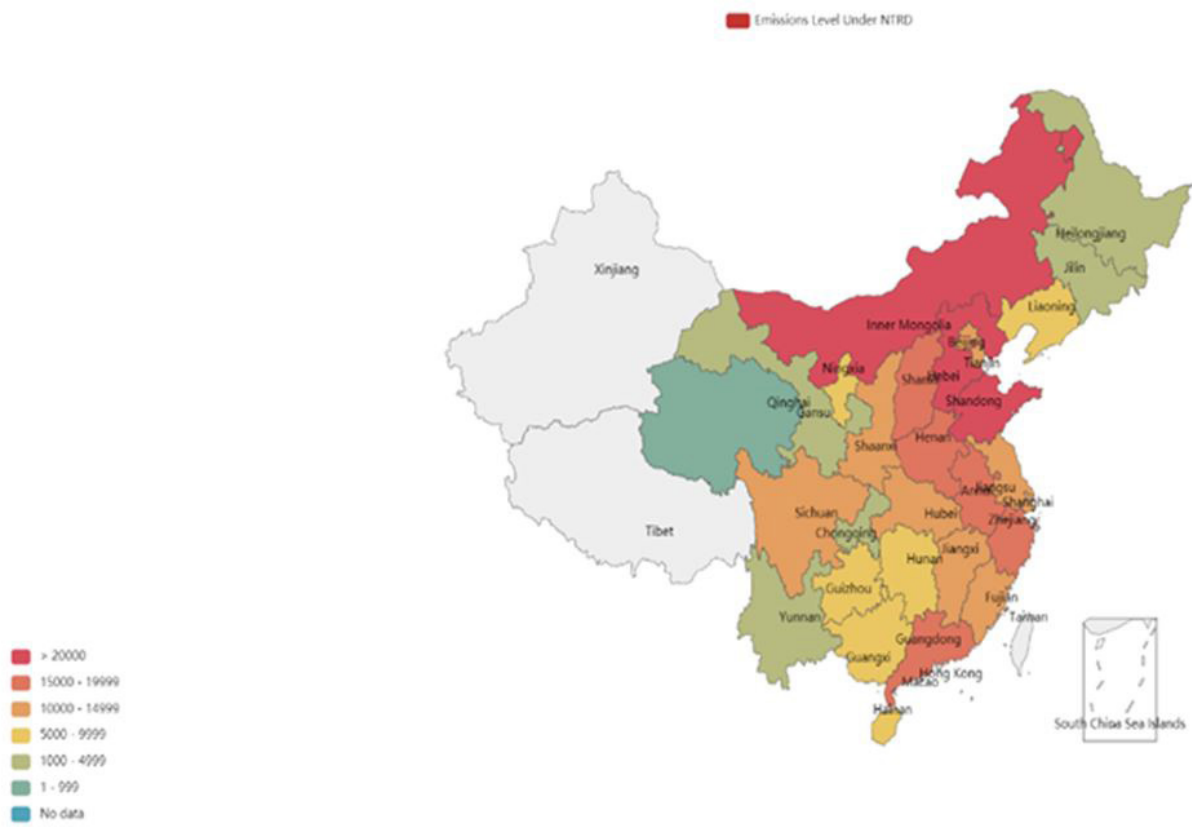 Emissions Level Under NTRD
Xinjiang
Heilongjiang
Jilin
Liaoning
Inner Mongolia
Beijing
Tianjin
Ningxia
Shanxi
Hebei
Shandong
Qinghai
Gansu
Henan
Shaanxi
Anhui
Jiangsu
Shanghai
Sichuan
Hubei
Zhejiang
Tibet
Chongqing
Jiangxi
Hunan
Guizhou
Fujian
Yunnan
Taiwan
Guangdong
Guangxi
Hong Kong
Macao
Hainan
South China Sea Islands
> 20000
15000 - 19999
10000 - 14999
5000 - 9999
1000 - 4999
1 - 999
No data